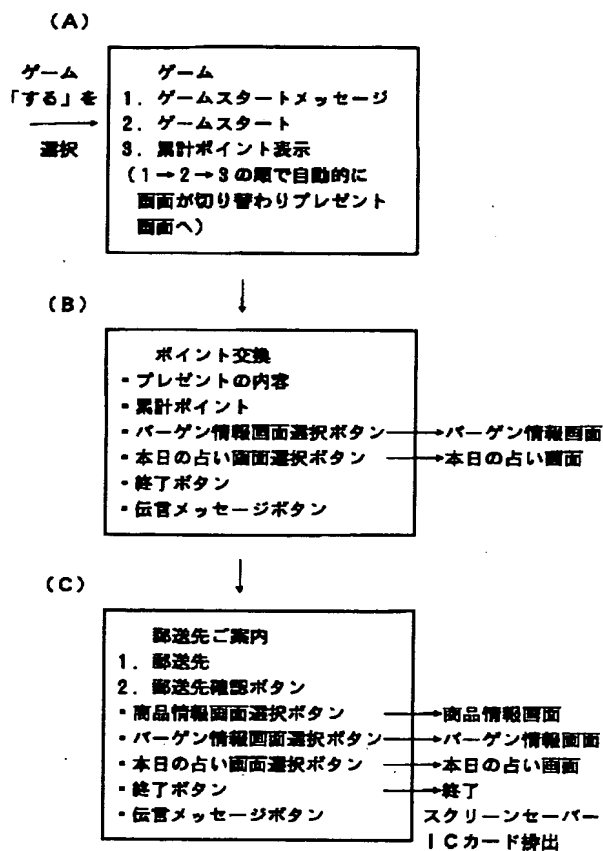 (A)
ゲーム
「する」を
選択
ゲーム
1．ゲームスタートメッセージ
2．ゲームスタート
3．累計ポイント表示
(1→2→3の順で自動的に
画面が切り替わりプレゼント
画面へ)
(B)
ポイント交換
・プレゼントの内容
・累計ポイント
・バーゲン情報画面選択ボタン→バーゲン情報画面
・本日の占い画面選択ボタン→本日の占い画面
・終了ボタン
・伝言メッセージボタン
(C)
郵送先ご案内
1．郵送先
2．郵送先確認ボタン
・商品情報画面選択ボタン→商品情報画面
・バーゲン情報画面選択ボタン→バーゲン情報画面
・本日の占い画面選択ボタン→本日の占い画面
・終了ボタン→終了
スクリーンセーバー
・伝言メッセージボタン
ICカード排出